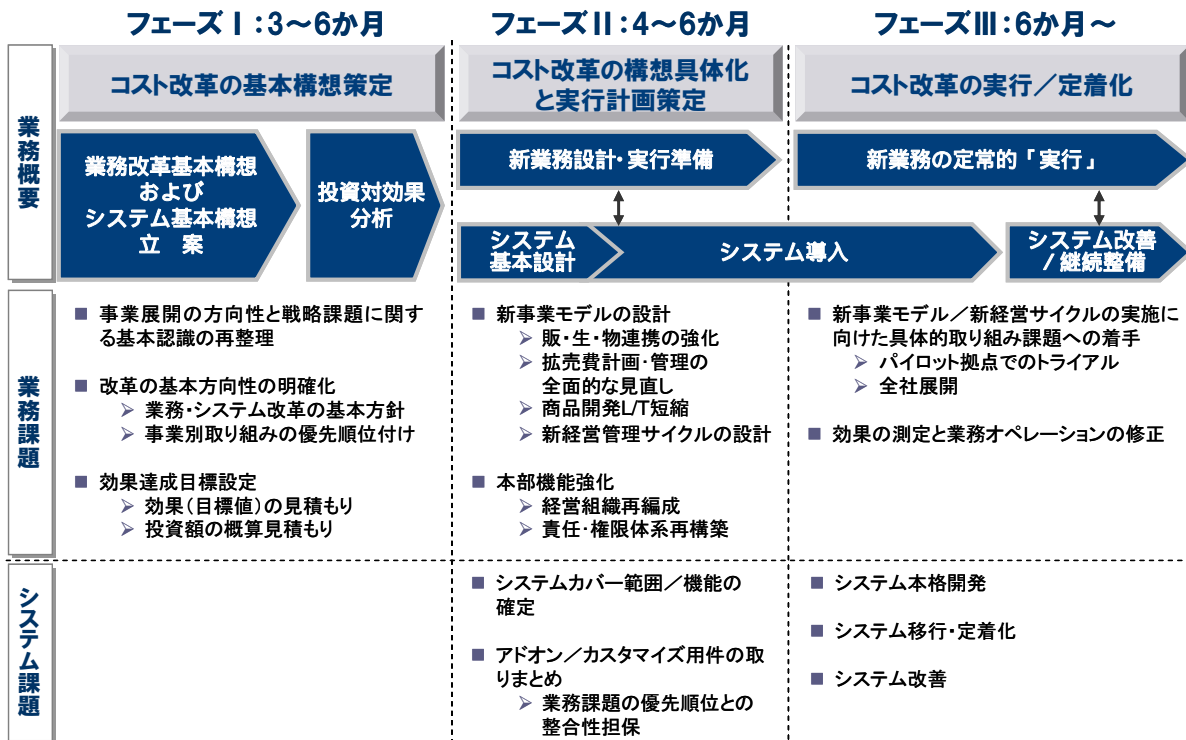 フェーズⅠ：3～6か月
フェーズⅡ：4～6か月
フェーズⅢ：6か月～
業務概要
コスト改革の基本構想策定
コスト改革の構想具体化
と実行計画策定
コスト改革の実行／定着化
業務改革基本構想
および
システム基本構想
立　案
投資対効果
分析
新業務設計・実行準備
新業務の定常的「実行」
システム
基本設計
システム導入
システム改善
/ 継続整備
業務課題
■ 事業展開の方向性と戦略課題に関す
る基本認識の再整理
■ 改革の基本方向性の明確化
➢ 業務・システム改革の基本方針
➢ 事業別取り組みの優先順位付け
■ 効果達成目標設定
➢ 効果（目標値）の見積もり
➢ 投資額の概算見積もり
■ 新事業モデルの設計
➢ 販・生・物連携の強化
➢ 拡売費計画・管理の
全面的な見直し
➢ 商品開発L/T短縮
➢ 新経営管理サイクルの設計
■ 本部機能強化
➢ 経営組織再編成
➢ 責任・権限体系再構築
■ 新事業モデル／新経営サイクルの実施に
向けた具体的取り組み課題への着手
➢ パイロット拠点でのトライアル
➢ 全社展開
■ 効果の測定と業務オペレーションの修正
システム課題
■ システムカバー範囲／機能の
確定
■ アドオン／カスタマイズ用件の取
りまとめ
➢ 業務課題の優先順位との
整合性担保
■ システム本格開発
■ システム移行・定着化
■ システム改善